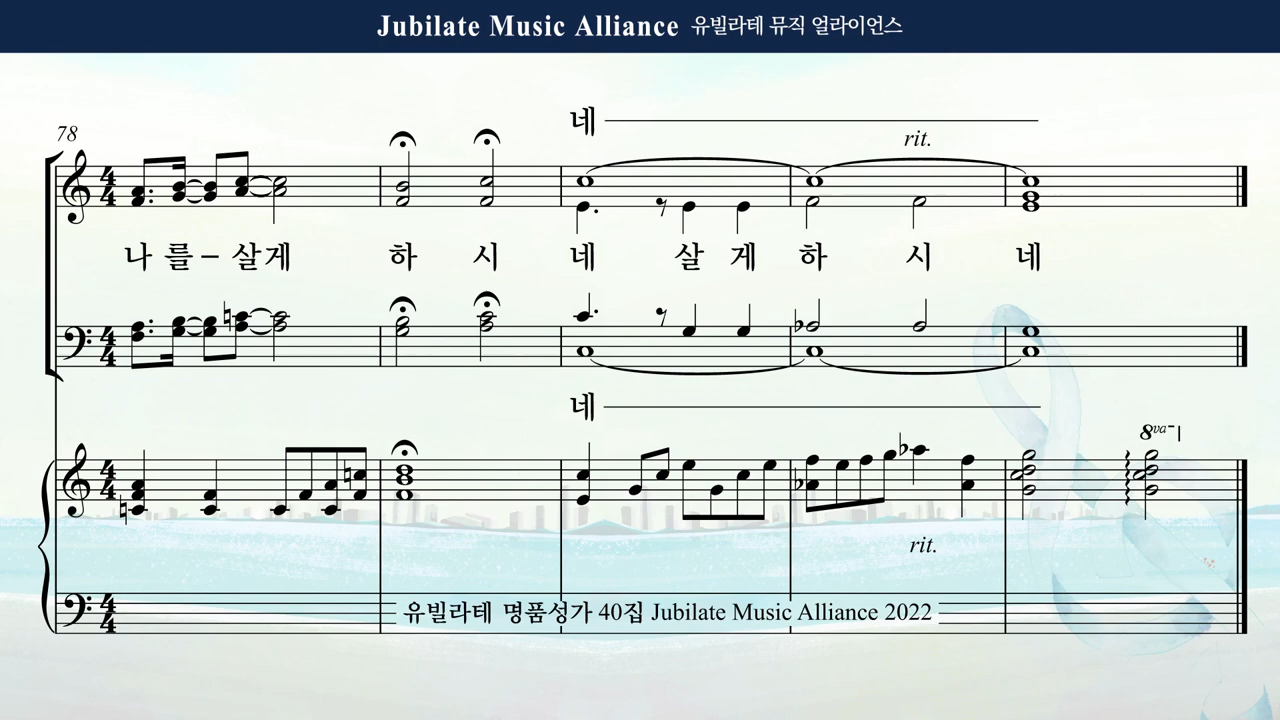 Jubilate Music Alliance 유빌라테 뮤직 얼라이언스
네
78
rit.
나 를 – 살 게 하 시 네 살 게 하 시 네
네
8va
rit.
유빌라테 명품성가 40집 Jubilate Music Alliance 2022